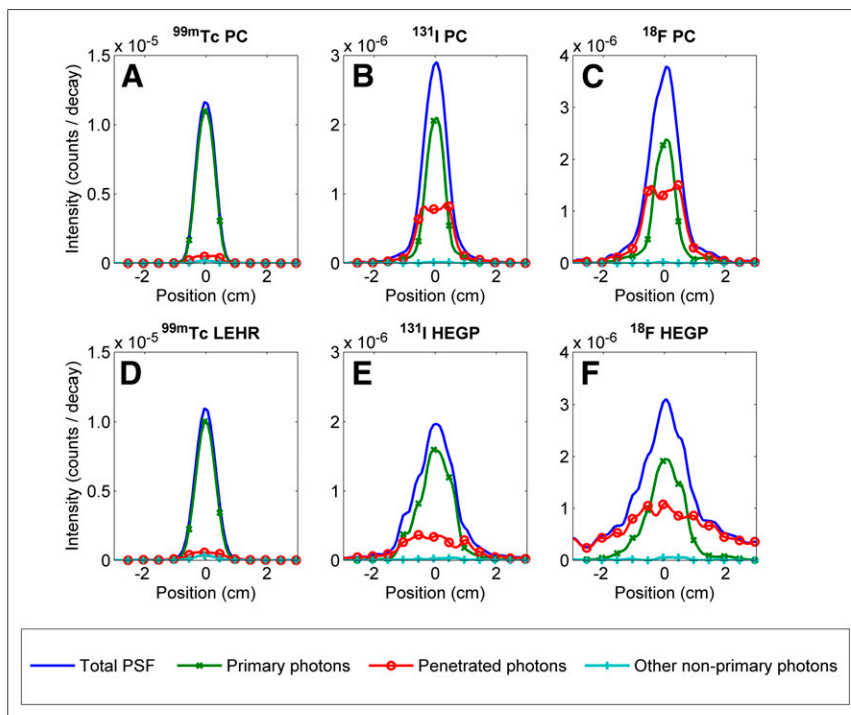 ⁹⁹ᵐTc PC
x 10⁻⁵
A
1.5
1.0
0.5
0
-2 0 2
Position (cm)
Intensity (counts / decay)
¹³¹I PC
x 10⁻⁶
B
3
2
1
0
-2 0 2
Position (cm)
¹⁸F PC
x 10⁻⁶
C
4
3
2
1
0
-2 0 2
Position (cm)
⁹⁹ᵐTc LEHR
x 10⁻⁵
D
1.5
1.0
0.5
0
-2 0 2
Position (cm)
Intensity (counts / decay)
¹³¹I HEGP
x 10⁻⁶
E
3
2
1
0
-2 0 2
Position (cm)
¹⁸F HEGP
x 10⁻⁶
F
4
3
2
1
0
-2 0 2
Position (cm)
Total PSF Primary photons Penetrated photons Other non-primary photons